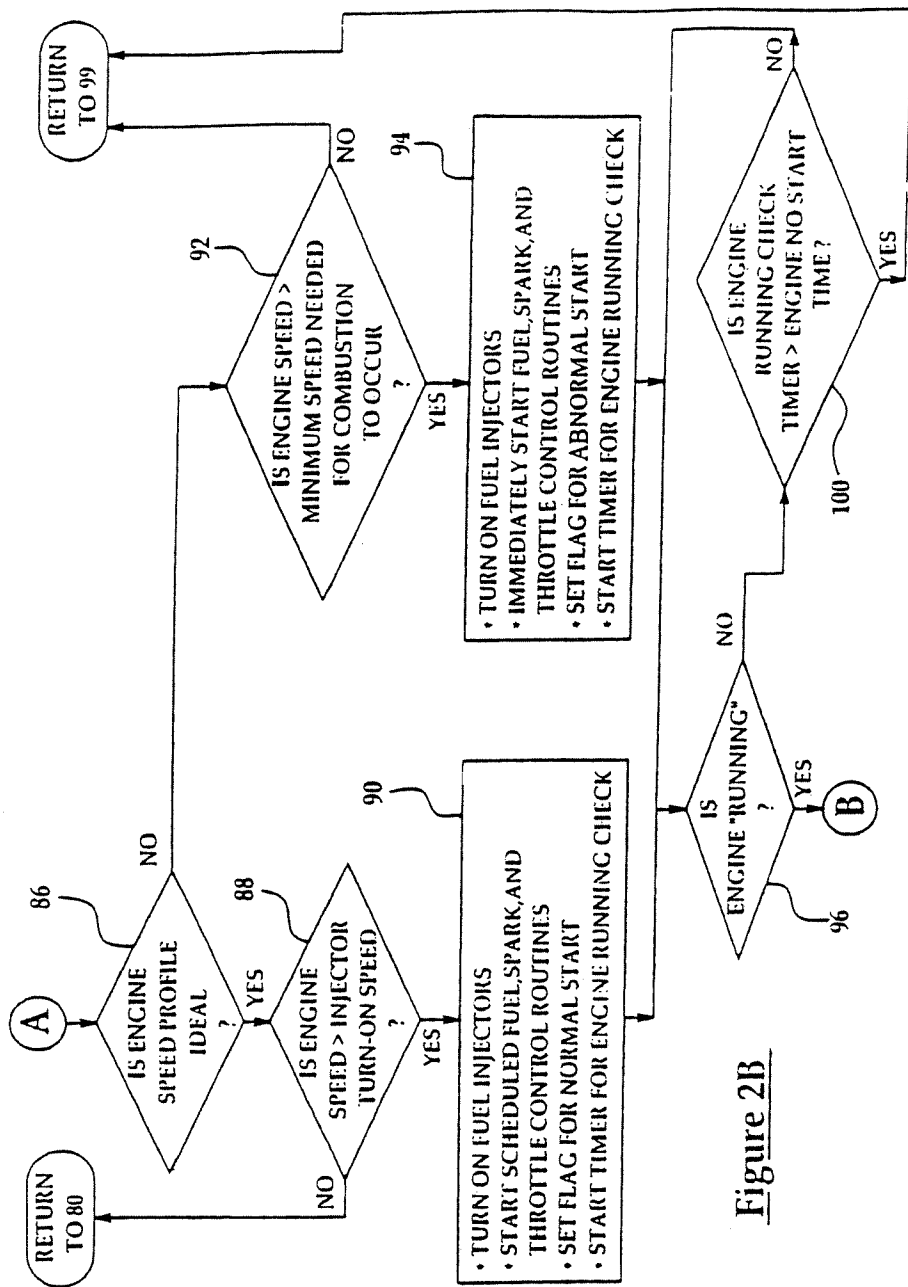 RETURN
TO 80
A
86
IS ENGINE
SPEED PROFILE
IDEAL
?
NO
YES
88
IS ENGINE
SPEED > INJECTOR
TURN-ON SPEED
?
NO
YES
90
• TURN ON FUEL INJECTORS
• START SCHEDULED FUEL,SPARK,AND
THROTTLE CONTROL ROUTINES
• SET FLAG FOR NORMAL START
• START TIMER FOR ENGINE RUNNING CHECK
RETURN
TO 99
92
IS ENGINE SPEED >
MINIMUM SPEED NEEDED
FOR COMBUSTION
TO OCCUR
?
NO
YES
94
• TURN ON FUEL INJECTORS
• IMMEDIATELY START FUEL,SPARK,AND
THROTTLE CONTROL ROUTINES
• SET FLAG FOR ABNORMAL START
• START TIMER FOR ENGINE RUNNING CHECK
IS
ENGINE "RUNNING"
?
NO
YES
96
B
IS ENGINE
RUNNING CHECK
TIMER > ENGINE NO START
TIME?
NO
YES
100
Figure 2B